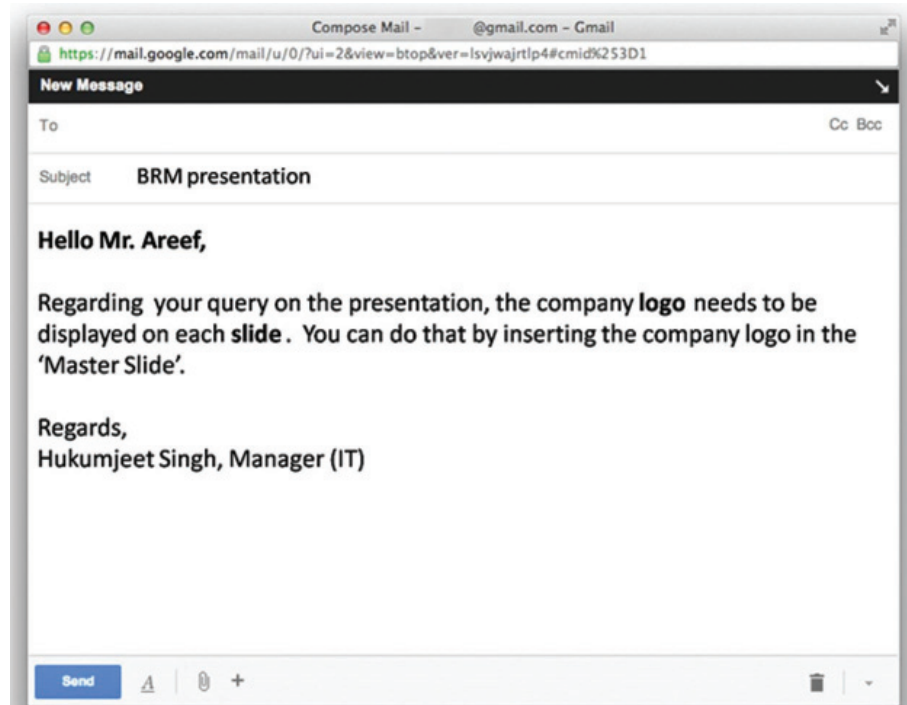 Compose Mail – @gmail.com – Gmail
https://mail.google.com/mail/u/0/?ui=2&view=btop&ver=lsvjwajrtlp4#cmid%253D1
New Message
To Cc Bcc
Subject BRM presentation
Hello Mr. Areef,
Regarding your query on the presentation, the company logo needs to be
displayed on each slide. You can do that by inserting the company logo in the
‘Master Slide’.
Regards,
Hukumjeet Singh, Manager (IT)
Send A